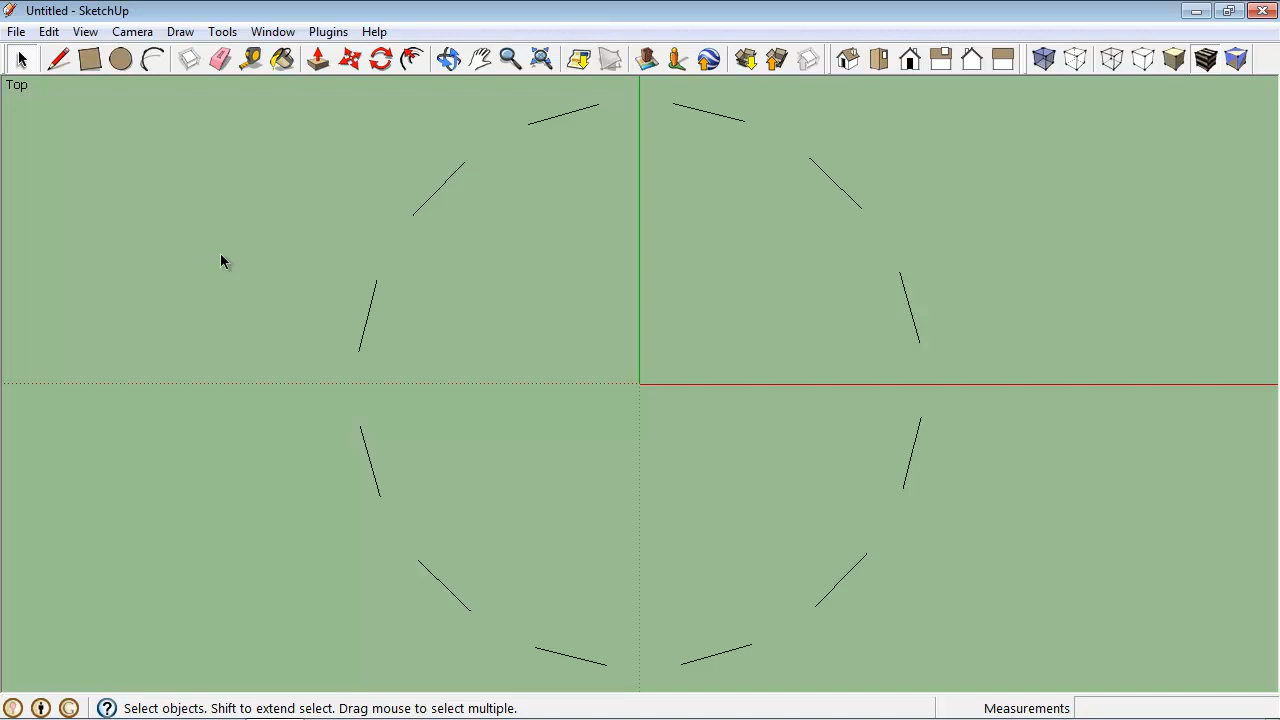 Untitled - SketchUp
File Edit View Camera Draw Tools Window Plugins Help
Top
Select objects. Shift to extend select. Drag mouse to select multiple. Measurements